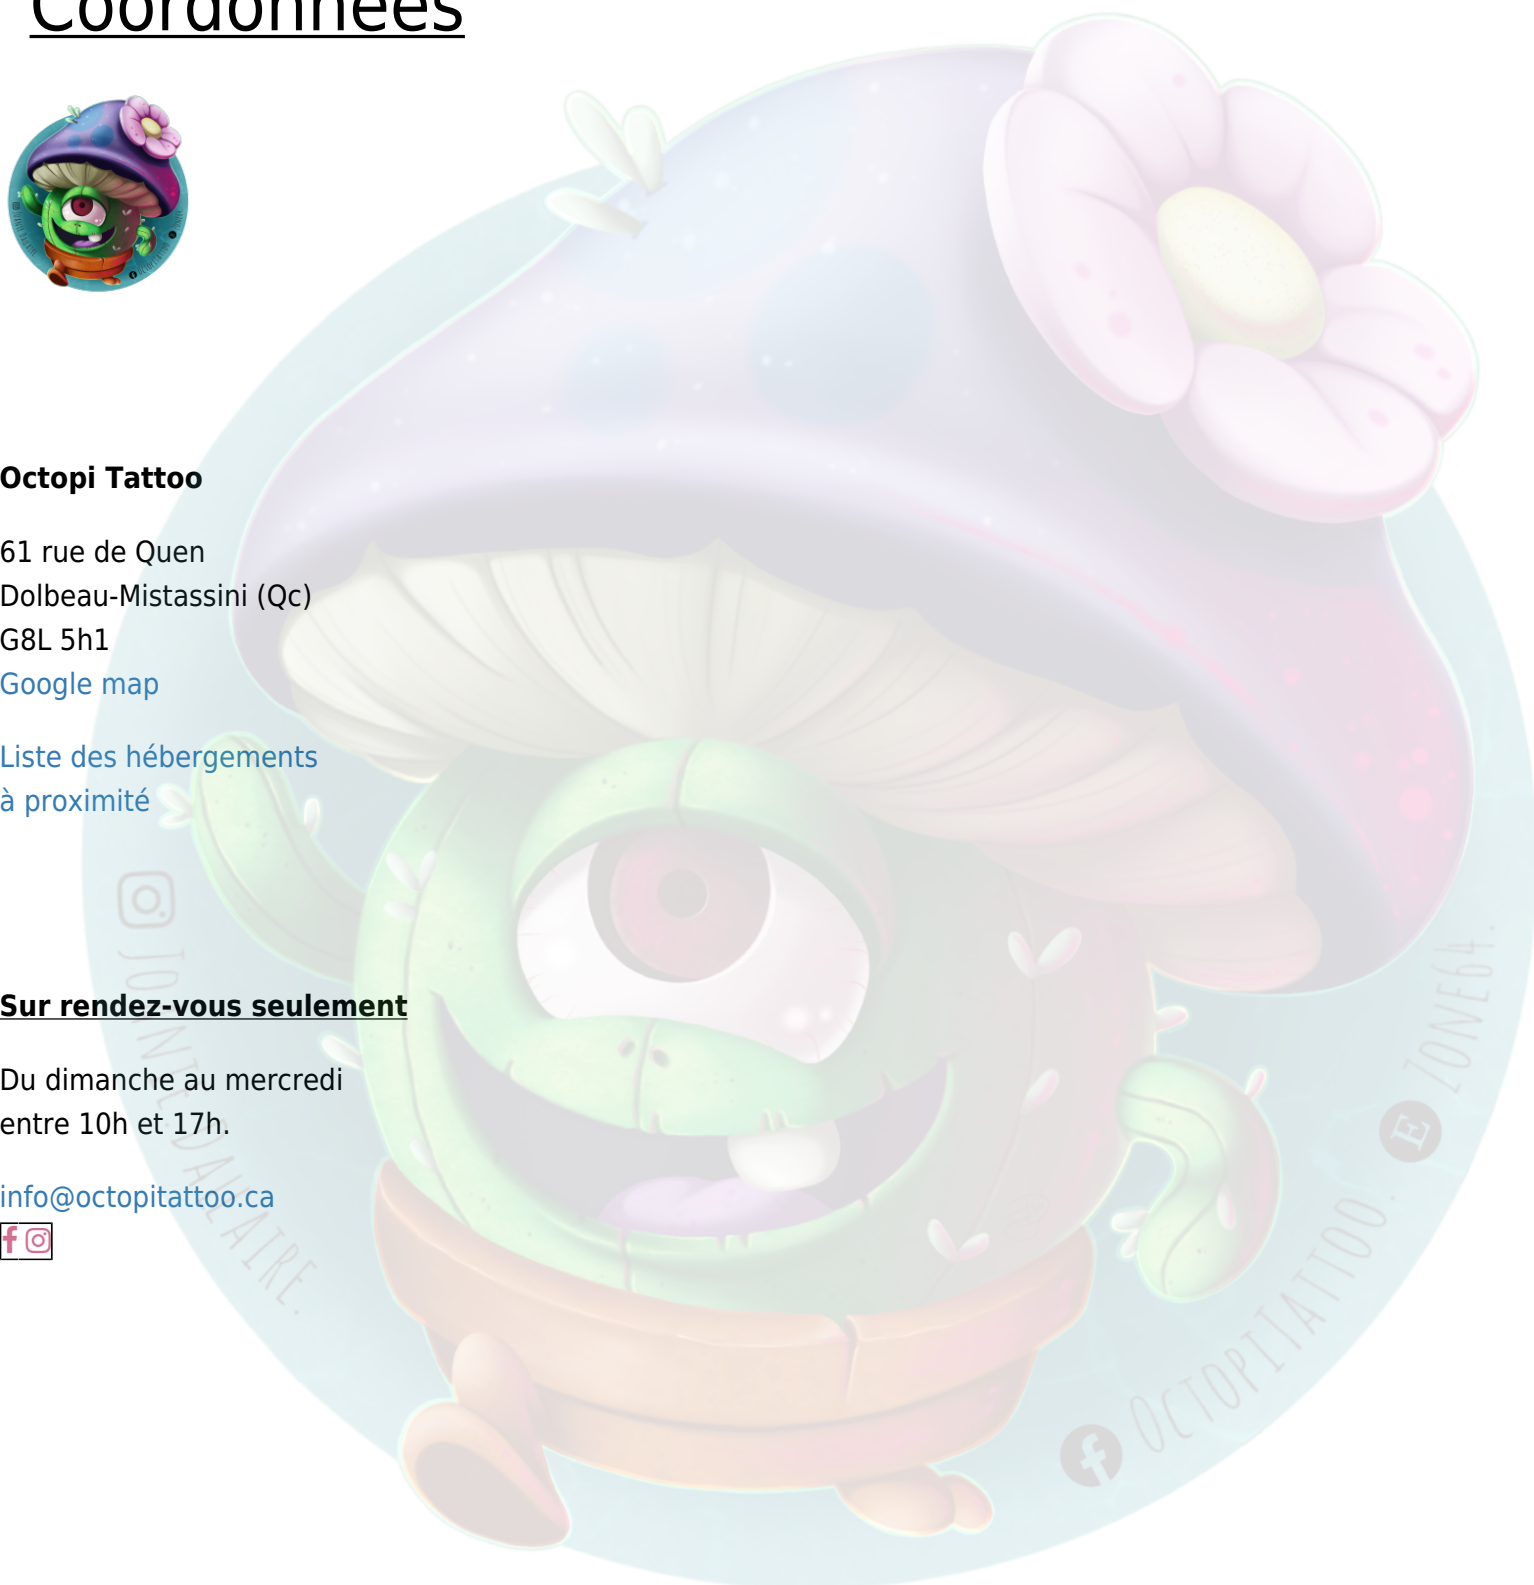 Coordonnées
Octopi Tattoo
61 rue de Quen
Dolbeau-Mistassini (Qc)
G8L 5h1
Google map
Liste des hébergements
à proximité
Sur rendez-vous seulement
Du dimanche au mercredi
entre 10h et 17h.
info@octopitattoo.ca
OCTOPITATTOO.
ZONE64.